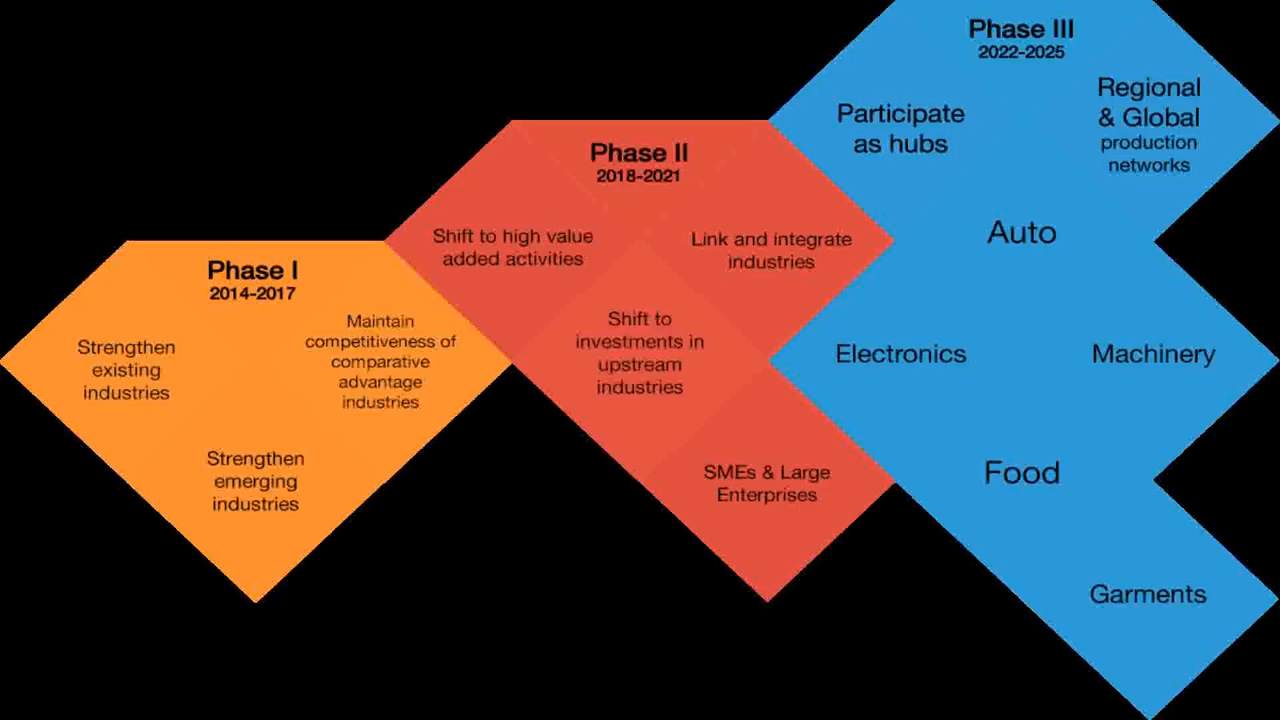 Phase I
2014-2017
Strengthen
existing
industries
Maintain
competitiveness of
comparative
advantage
industries
Strengthen
emerging
industries
Phase II
2018-2021
Shift to high value
added activities
Link and integrate
industries
Shift to
investments in
upstream
industries
SMEs & Large
Enterprises
Phase III
2022-2025
Participate
as hubs
Regional
& Global
production
networks
Auto
Electronics
Machinery
Food
Garments